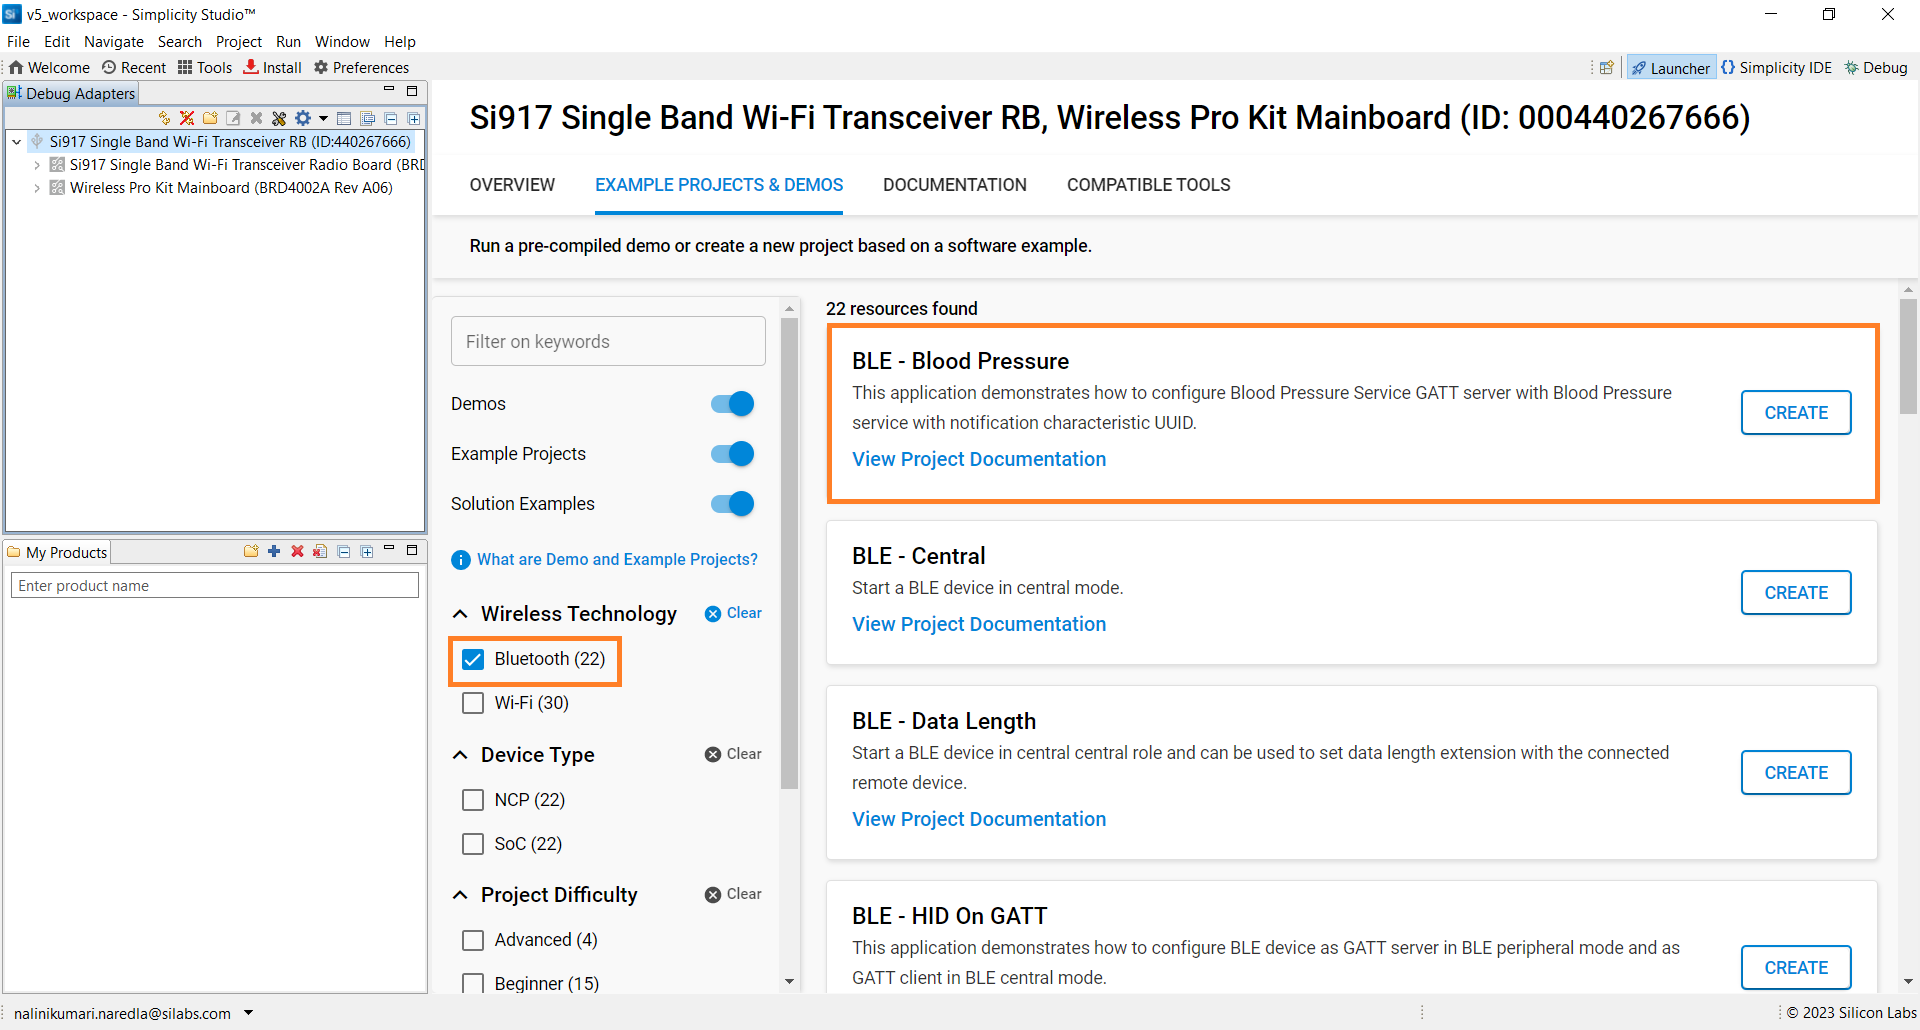 Si
v5_workspace - Simplicity Studio™
File Edit Navigate Search Project Run Window Help
Welcome Recent Tools Install Preferences
Launcher Simplicity IDE Debug
Debug Adapters
Si917 Single Band Wi-Fi Transceiver RB (ID:440267666)
Si917 Single Band Wi-Fi Transceiver Radio Board (BRD
Wireless Pro Kit Mainboard (BRD4002A Rev A06)
My Products
Enter product name
Si917 Single Band Wi-Fi Transceiver RB, Wireless Pro Kit Mainboard (ID: 000440267666)
OVERVIEW EXAMPLE PROJECTS & DEMOS DOCUMENTATION COMPATIBLE TOOLS
Run a pre-compiled demo or create a new project based on a software example.
Filter on keywords
Demos
Example Projects
Solution Examples
What are Demo and Example Projects?
Wireless Technology Clear
Bluetooth (22)
Wi-Fi (30)
Device Type Clear
NCP (22)
SoC (22)
Project Difficulty Clear
Advanced (4)
Beginner (15)
22 resources found
BLE - Blood Pressure
This application demonstrates how to configure Blood Pressure Service GATT server with Blood Pressure
service with notification characteristic UUID.
View Project Documentation
CREATE
BLE - Central
Start a BLE device in central mode.
View Project Documentation
CREATE
BLE - Data Length
Start a BLE device in central central role and can be used to set data length extension with the connected
remote device.
View Project Documentation
CREATE
BLE - HID On GATT
This application demonstrates how to configure BLE device as GATT server in BLE peripheral mode and as
GATT client in BLE central mode.
CREATE
nalinikumari.naredla@silabs.com
© 2023 Silicon Labs